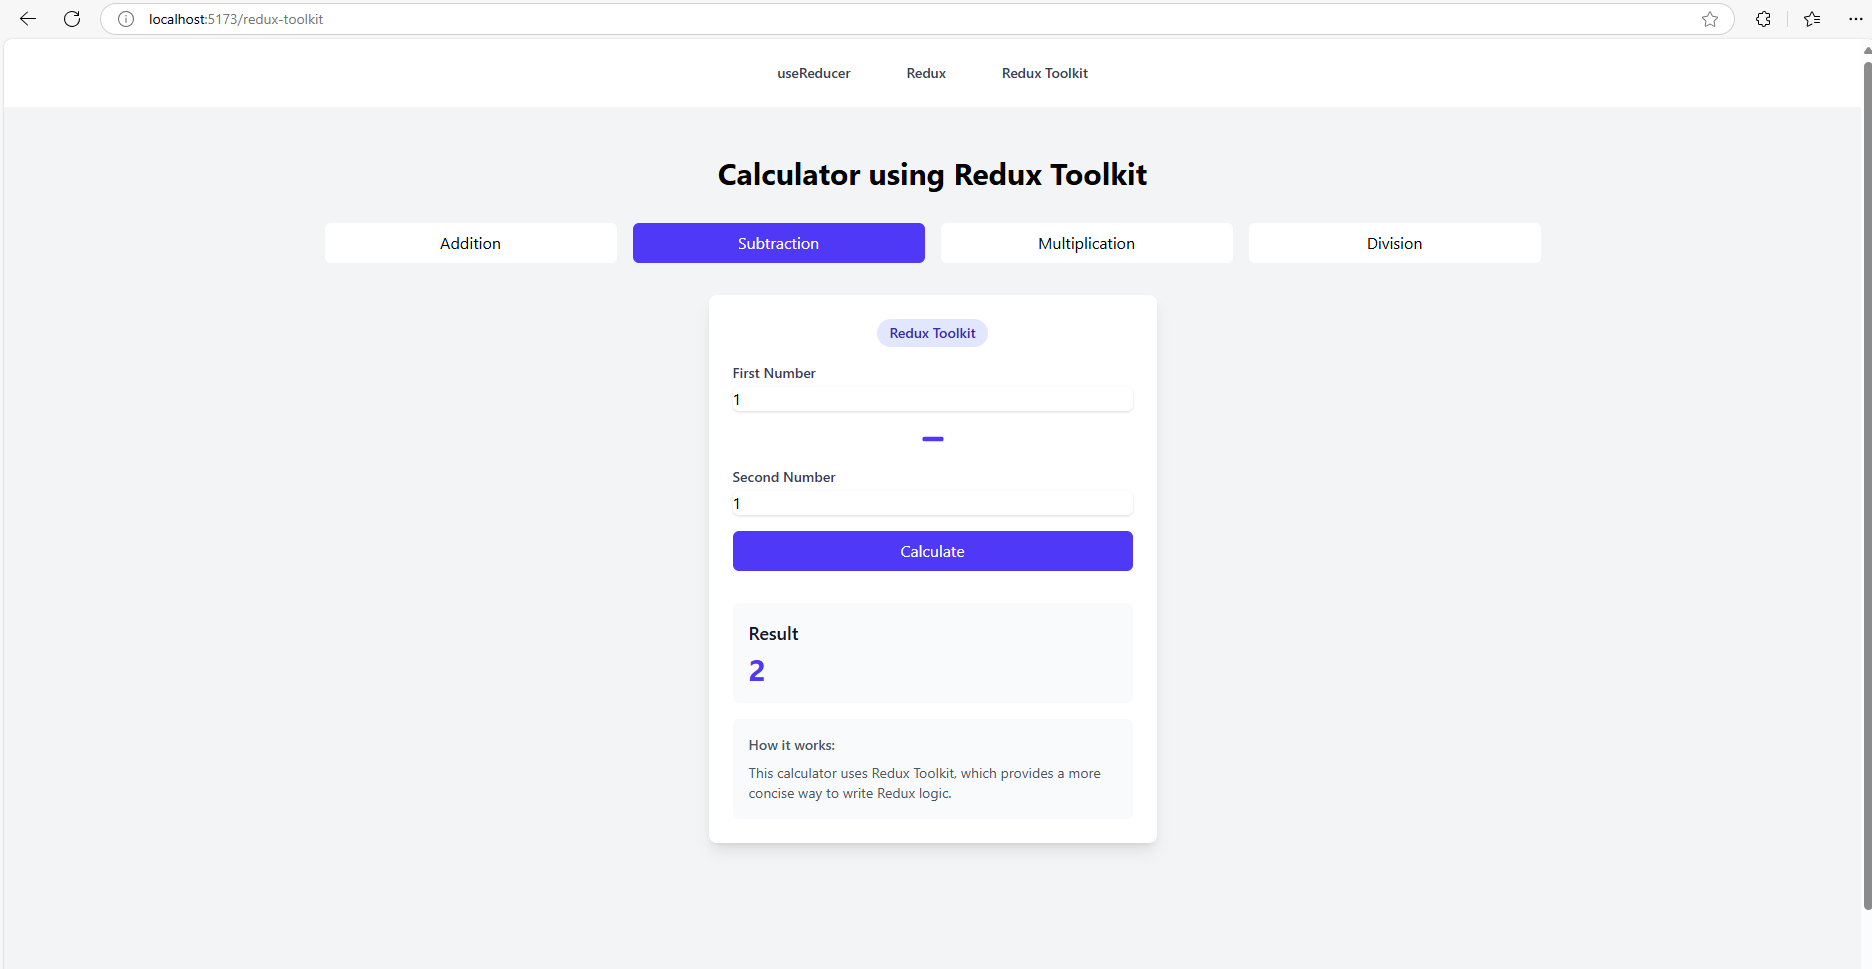 localhost:5173/redux-toolkit
useReducer Redux Redux Toolkit
Calculator using Redux Toolkit
Addition Subtraction Multiplication Division
Redux Toolkit
First Number
1
Second Number
1
Calculate
Result
2
How it works:
This calculator uses Redux Toolkit, which provides a more
concise way to write Redux logic.